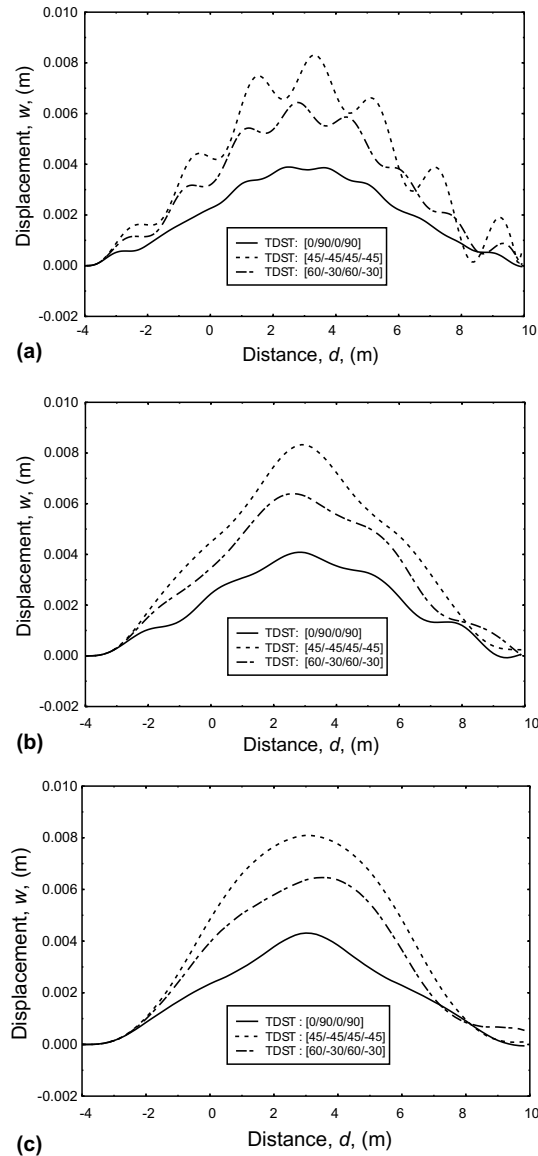 0.010
0.008
0.006
0.004
0.002
0.000
-0.002
Displacement, w, (m)
TDST: [0/90/0/90]
TDST: [45/-45/45/-45]
TDST: [60/-30/60/-30]
-4 -2 0 2 4 6 8 10
Distance, d, (m)
(a)
0.010
0.008
0.006
0.004
0.002
0.000
-0.002
Displacement, w, (m)
TDST: [0/90/0/90]
TDST: [45/-45/45/-45]
TDST: [60/-30/60/-30]
-4 -2 0 2 4 6 8 10
Distance, d, (m)
(b)
0.010
0.008
0.006
0.004
0.002
0.000
-0.002
Displacement, w, (m)
TDST : [0/90/0/90]
TDST : [45/-45/45/-45]
TDST : [60/-30/60/-30]
-4 -2 0 2 4 6 8 10
Distance, d, (m)
(c)